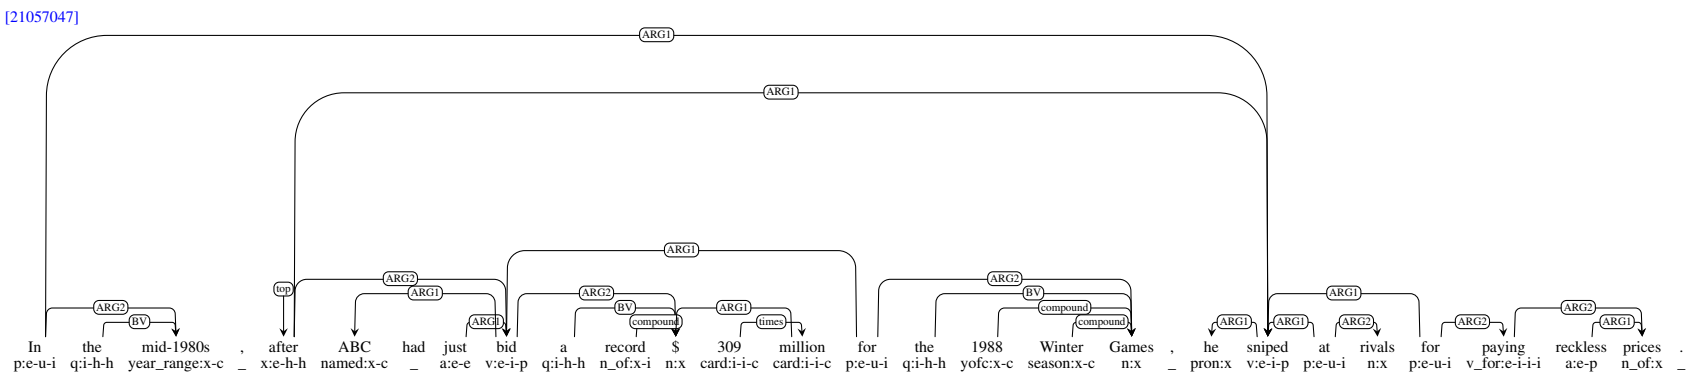 [21057047]
ARG1
ARG1
ARG1
top ARG2 ARG2
ARG1 BV
ARG2 ARG2 ARG1 compound ARG1 ARG2
BV ARG1 BV compound times compound ARG1 ARG1 ARG2 ARG2 ARG1
In the mid-1980s , after ABC had just bid a record $ 309 million for the 1988 Winter Games , he sniped at rivals for paying reckless prices .
p:e-u-i q:i-h-h year_range:x-c _ x:e-h-h named:x-c _ a:e-e v:e-i-p q:i-h-h n_of:x-i n:x card:i-i-c card:i-i-c p:e-u-i q:i-h-h yofc:x-c season:x-c n:x _ pron:x v:e-i-p p:e-u-i n:x p:e-u-i v_for:e-i-i-i a:e-p n_of:x _